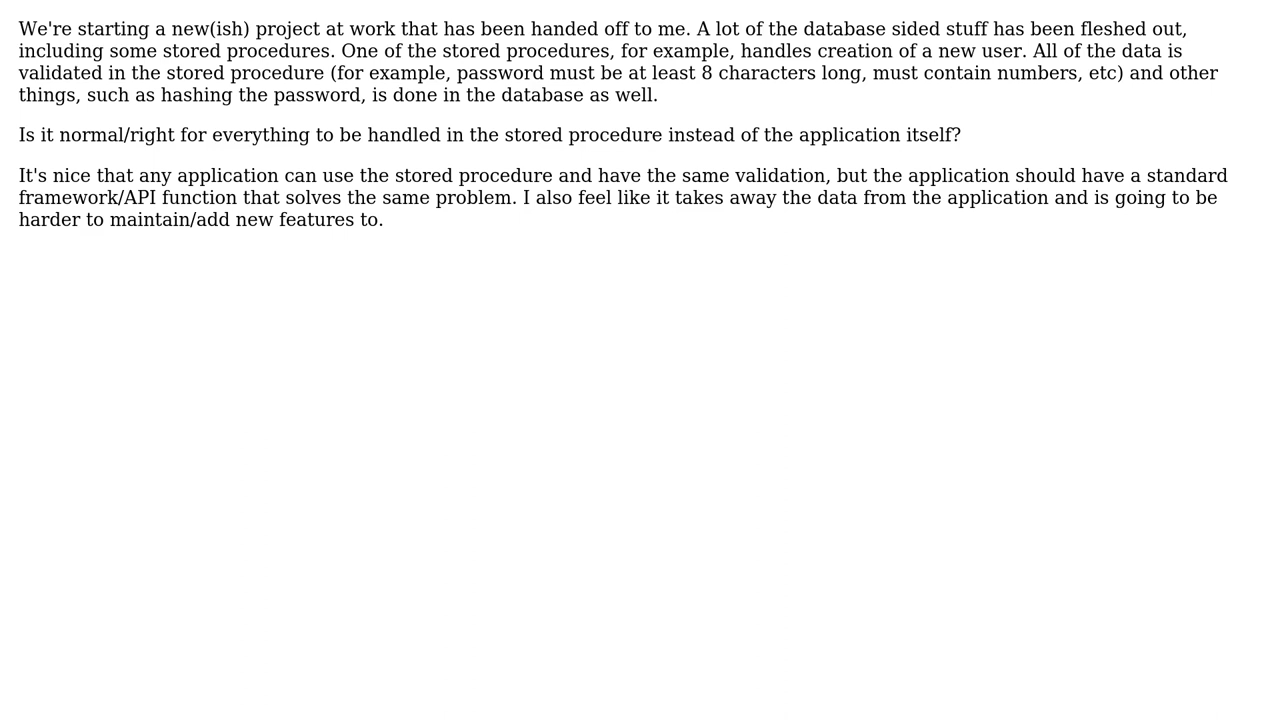 We're starting a new(ish) project at work that has been handed off to me. A lot of the database sided stuff has been fleshed out,
including some stored procedures. One of the stored procedures, for example, handles creation of a new user. All of the data is
validated in the stored procedure (for example, password must be at least 8 characters long, must contain numbers, etc) and other
things, such as hashing the password, is done in the database as well.
Is it normal/right for everything to be handled in the stored procedure instead of the application itself?
It's nice that any application can use the stored procedure and have the same validation, but the application should have a standard
framework/API function that solves the same problem. I also feel like it takes away the data from the application and is going to be
harder to maintain/add new features to.